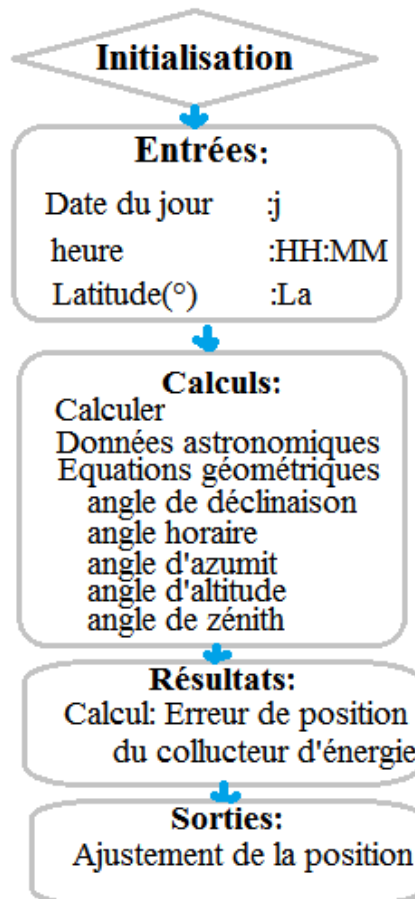 Initialisation
Entrées:
Date du jour :j
heure :HH:MM
Latitude(°) :La
Calculs:
Calculer
Données astronomiques
Equations géométriques
angle de déclinaison
angle horaire
angle d'azumit
angle d'altitude
angle de zénith
Résultats:
Calcul: Erreur de position
du collucteur d'énergie
Sorties:
Ajustement de la position